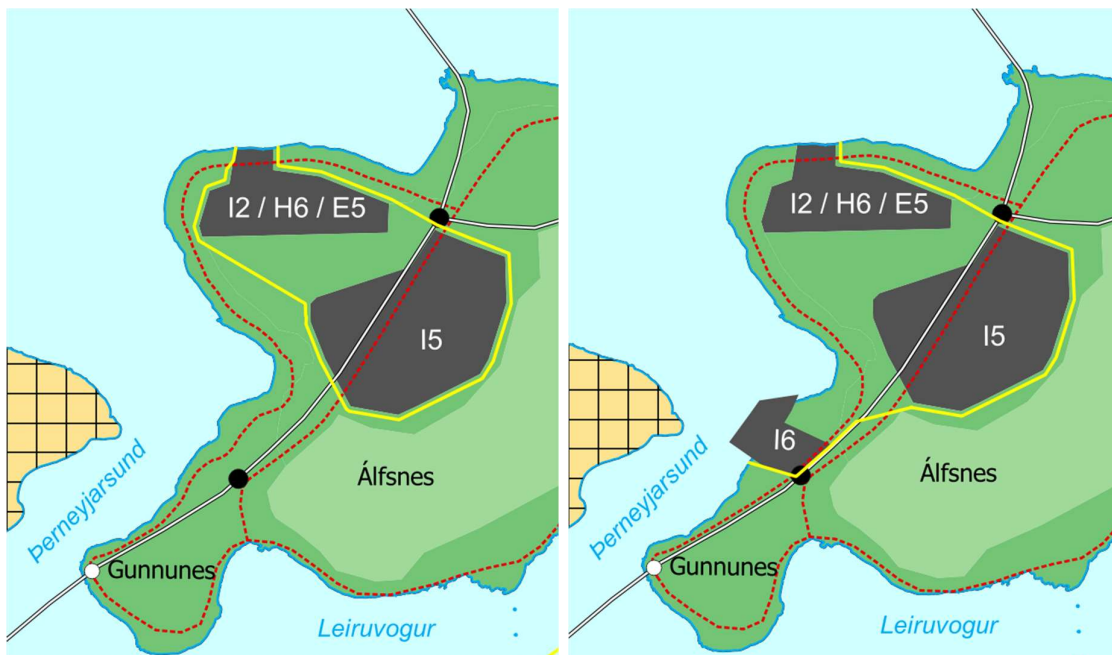 I2 / H6 / E5
I5
Álfsnes
Þerneyjarsund
Gunnunes
Leiruvogur
I2 / H6 / E5
I5
I6
Álfsnes
Þerneyjarsund
Gunnunes
Leiruvogur